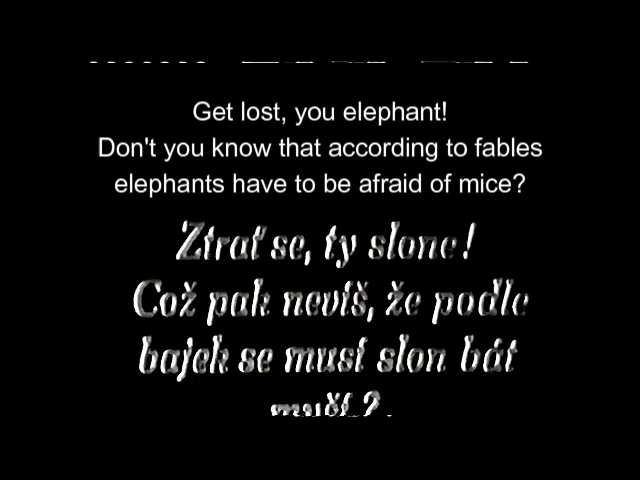 Get lost, you elephant!
Don't you know that according to fables
elephants have to be afraid of mice?
Ztrať se, ty slone!
Což pak nevíš, že podle
bajek se musí slon bát
myší?